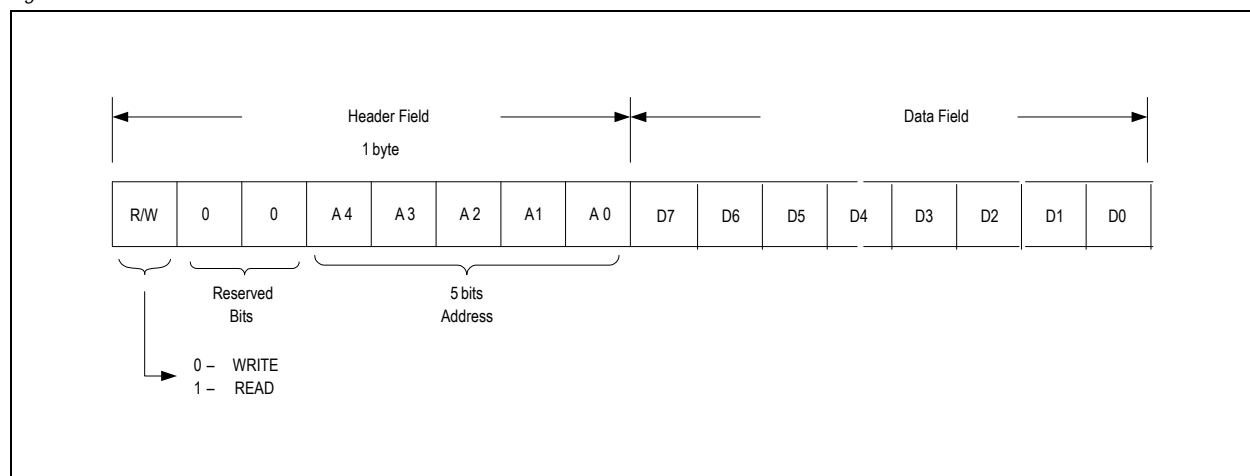 Header Field Data Field
1 byte
R/W 0 0 A 4 A 3 A 2 A1 A 0 D7 D6 D5 D4 D3 D2 D1 D0
Reserved 5 bits
Bits Address
0 – WRITE
1 – READ